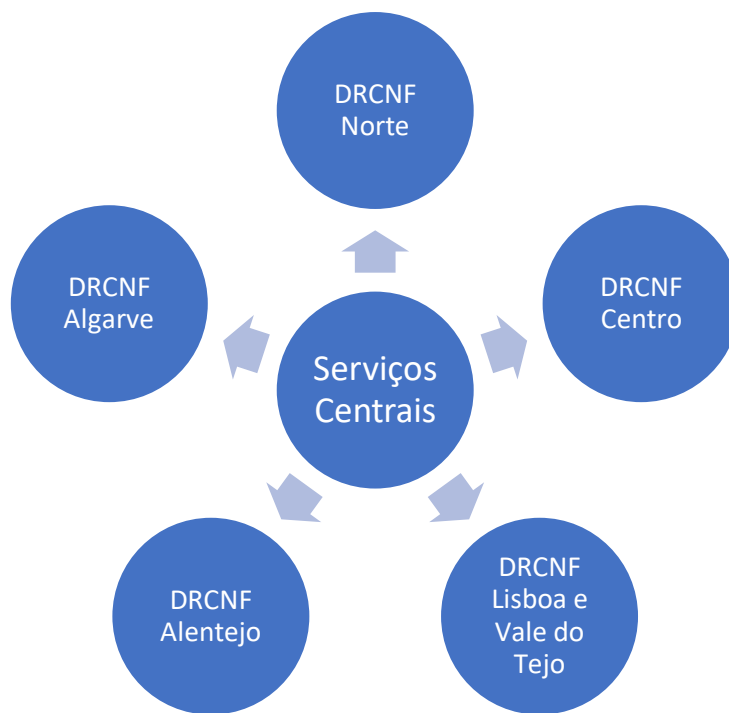 DRCNF
Norte
DRCNF
Algarve
DRCNF
Centro
Serviços
Centrais
DRCNF
Alentejo
DRCNF
Lisboa e
Vale do
Tejo